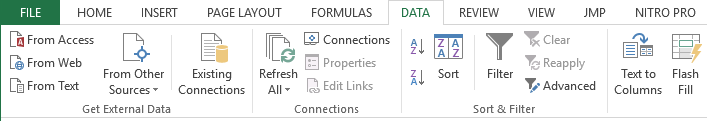 FILE HOME INSERT PAGE LAYOUT FORMULAS DATA REVIEW VIEW JMP NITRO PRO
From Access
From Web
From Text
From Other
Sources
Existing
Connections
Get External Data
Refresh
All
Connections
Properties
Edit Links
Connections
A
Z
Z
A
Z A
A Z
Sort
Filter
Clear
Reapply
Advanced
Sort & Filter
Text to
Columns
Flash
Fill